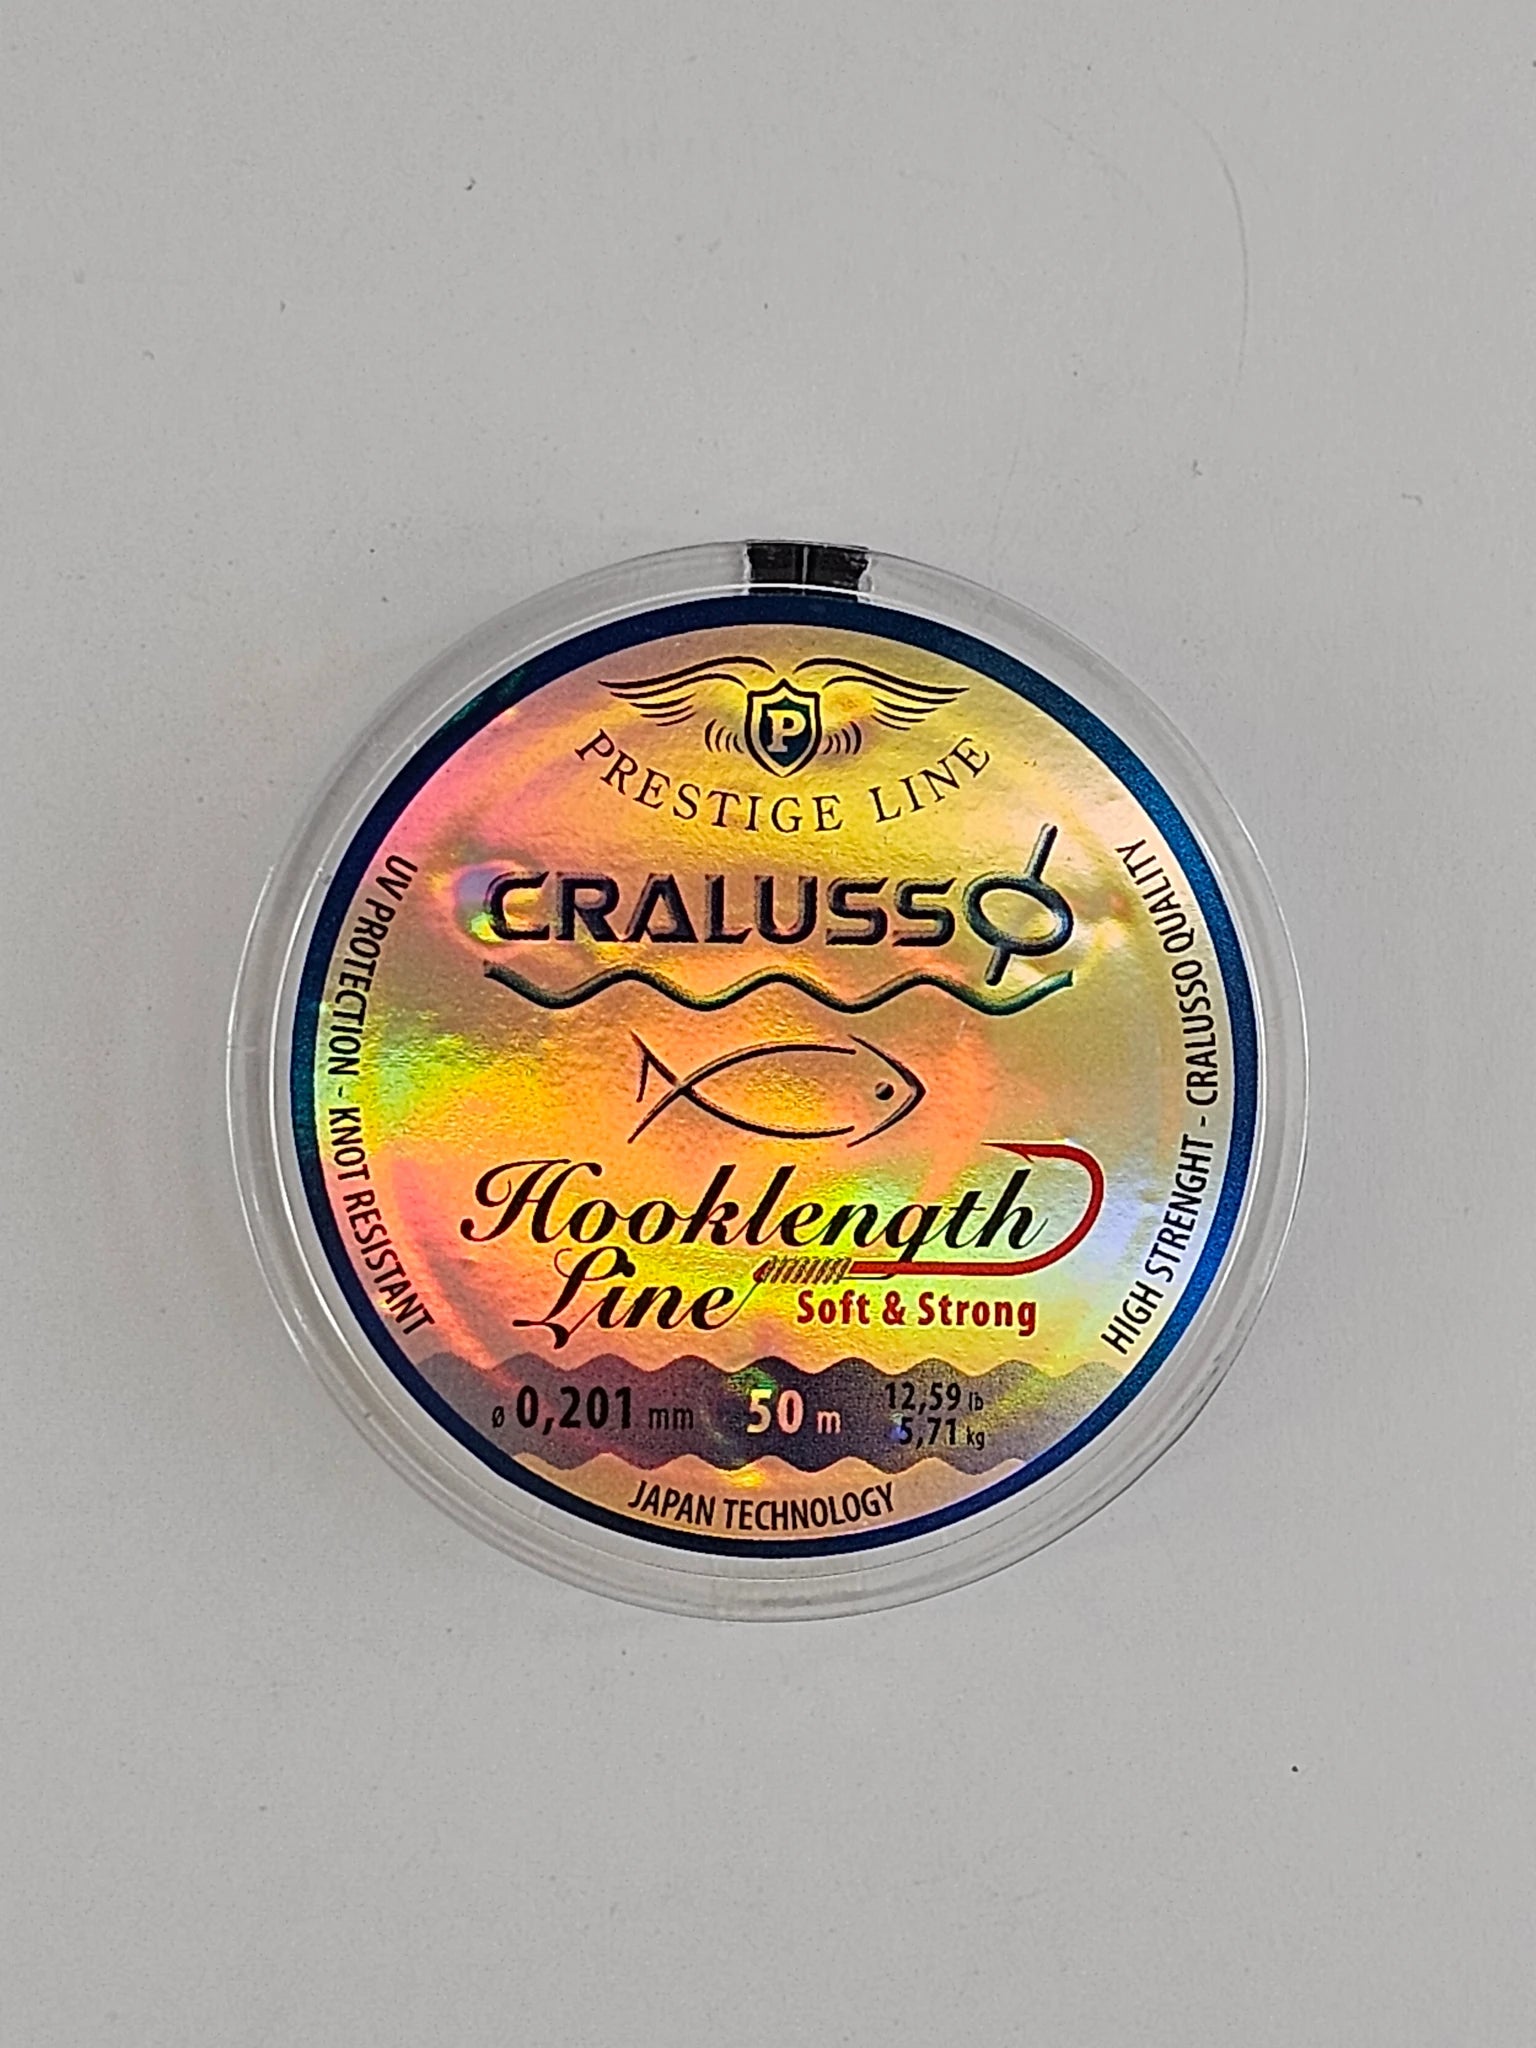 P
PRESTIGE LINE
CRALUSSO
UV PROTECTION - KNOT RESISTANT
HIGH STRENGHT - CRALUSSO QUALITY
Hooklength
Line
Soft & Strong
ø 0,201 mm
50 m
12,59 lb
5,71 kg
JAPAN TECHNOLOGY